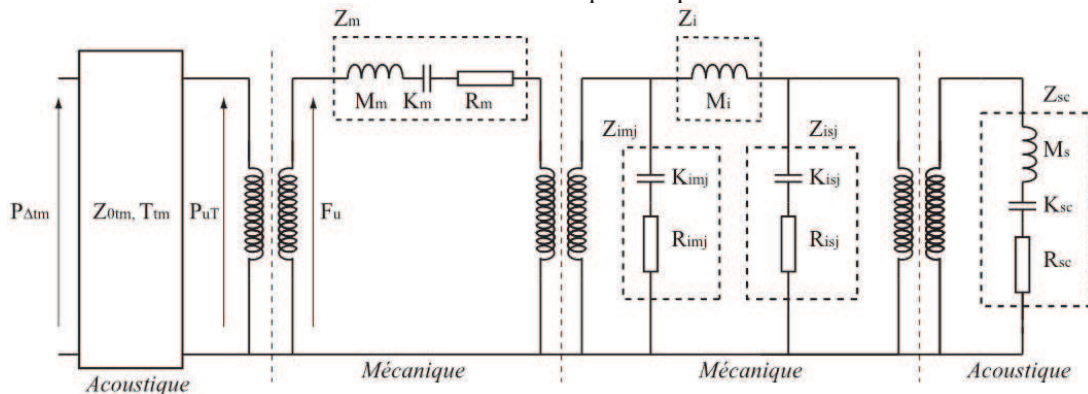 Zm
Zi
Mm
Km
Rm
Mi
Zsc
Zimj
Zisj
Ms
Kimj
Kisj
Ksc
PΔtm
Z0tm, Ttm
PuT
Fu
Rimj
Risj
Rsc
Acoustique
Mécanique
Mécanique
Acoustique